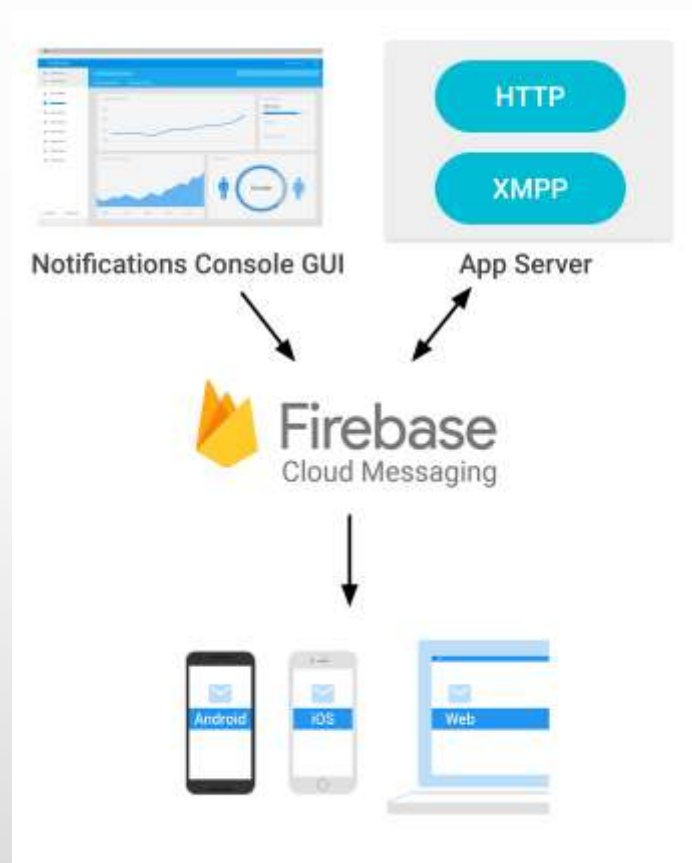 HTTP
XMPP
Notifications Console GUI
App Server
Firebase
Cloud Messaging
Android
iOS
Web